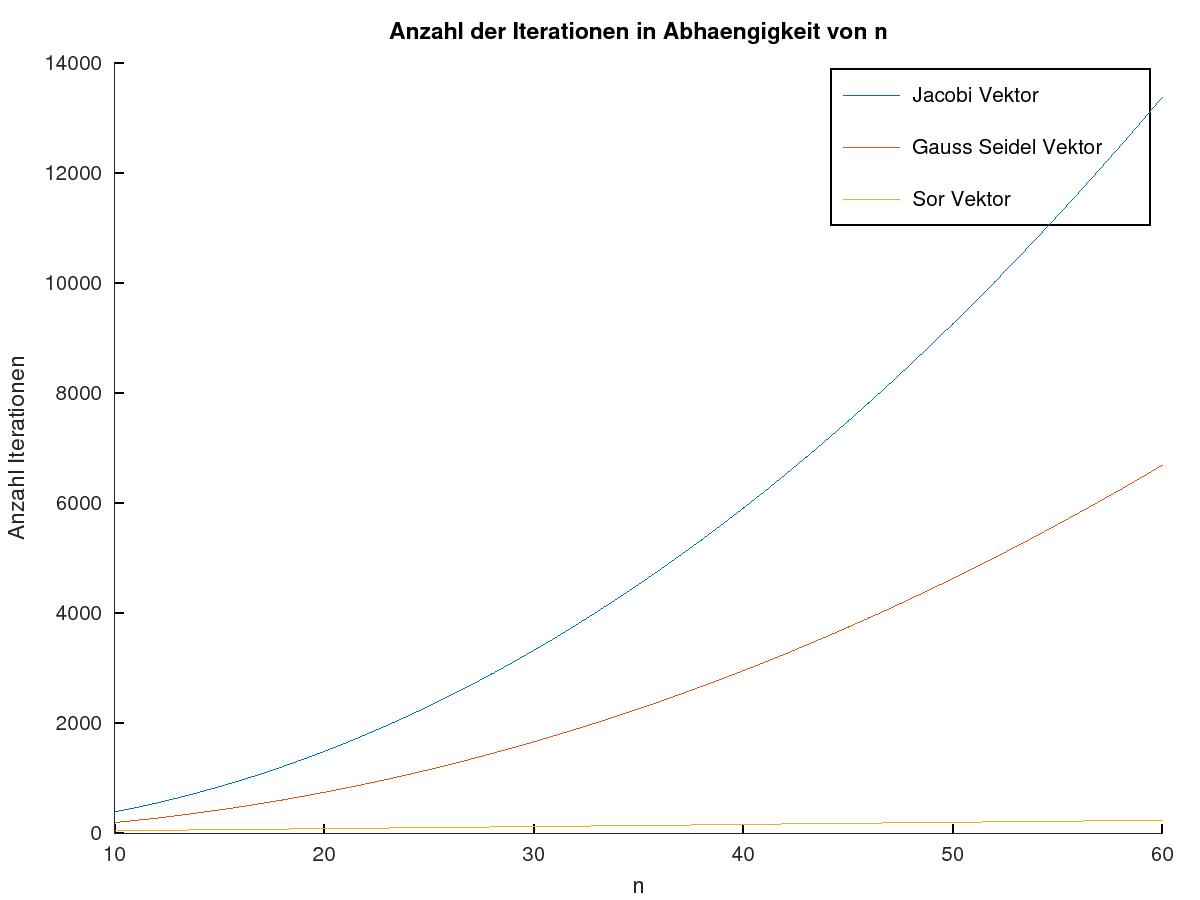 Anzahl der Iterationen in Abhaengigkeit von n
14000
12000
10000
8000
6000
4000
2000
0
Anzahl Iterationen
Jacobi Vektor
Gauss Seidel Vektor
Sor Vektor
10 20 30 40 50 60
n